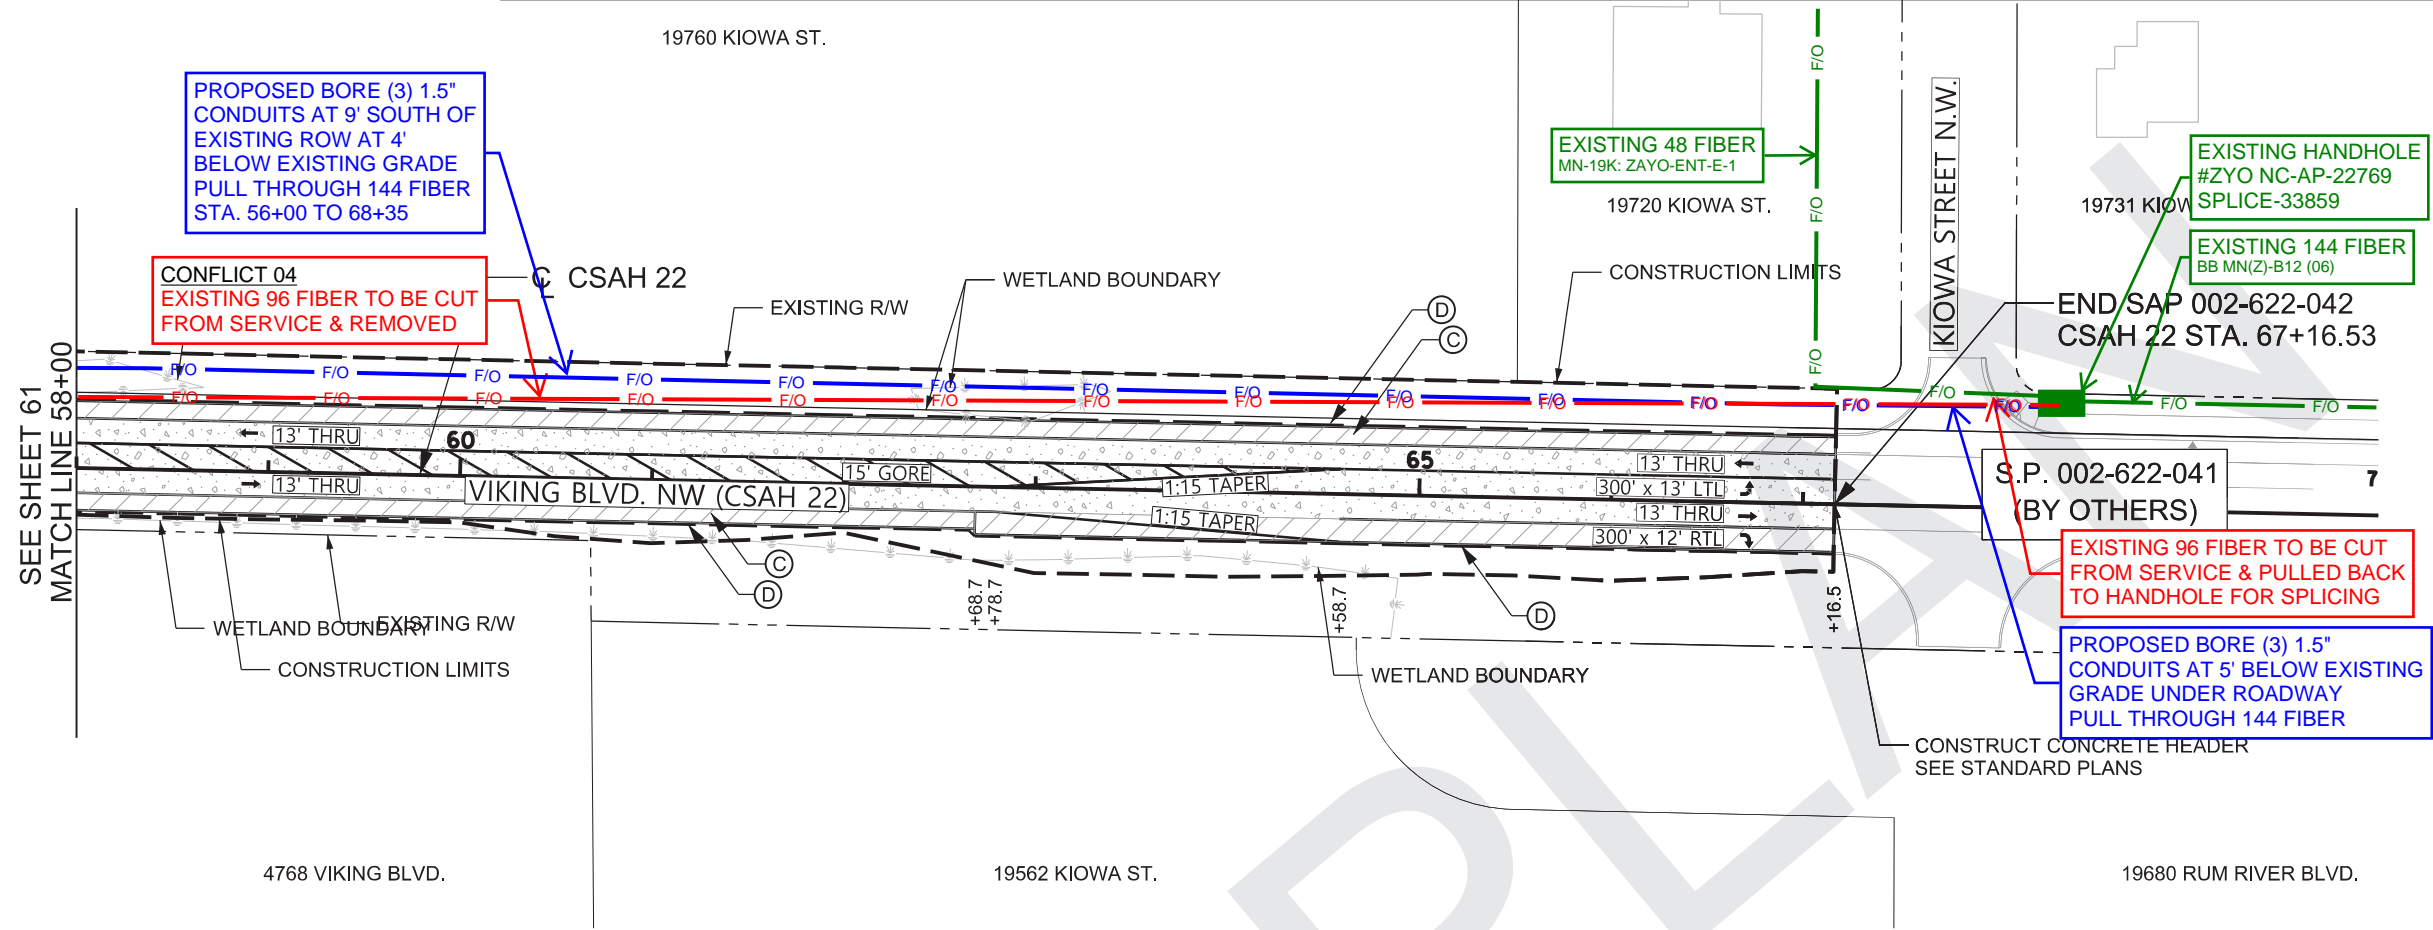 19760 KIOWA ST.
PROPOSED BORE (3) 1.5"
CONDUITS AT 9' SOUTH OF
EXISTING ROW AT 4'
BELOW EXISTING GRADE
PULL THROUGH 144 FIBER
STA. 56+00 TO 68+35
CONFLICT 04
EXISTING 96 FIBER TO BE CUT
FROM SERVICE & REMOVED
℄ CSAH 22
EXISTING R/W
WETLAND BOUNDARY
D
C
EXISTING 48 FIBER
MN-19K: ZAYO-ENT-E-1
19720 KIOWA ST.
CONSTRUCTION LIMITS
F/O
F/O
F/O
KIOWA STREET N.W.
EXISTING HANDHOLE
#ZYO NC-AP-22769
SPLICE-33859
19731 KIOW
EXISTING 144 FIBER
BB MN(Z)-B12 (06)
END SAP 002-622-042
CSAH 22 STA. 67+16.53
SEE SHEET 61
MATCH LINE 58+00
F/O F/O F/O F/O F/O F/O F/O F/O F/O F/O F/O F/O F/O
F/O F/O F/O F/O F/O F/O F/O F/O F/O F/O F/O F/O F/O
F/O F/O F/O
13' THRU
60
13' THRU
VIKING BLVD. NW (CSAH 22)
15' GORE
1:15 TAPER
1:15 TAPER
65
13' THRU
300' x 13' LTL
13' THRU
300' x 12' RTL
S.P. 002-622-041
(BY OTHERS)
7
EXISTING 96 FIBER TO BE CUT
FROM SERVICE & PULLED BACK
TO HANDHOLE FOR SPLICING
PROPOSED BORE (3) 1.5"
CONDUITS AT 5' BELOW EXISTING
GRADE UNDER ROADWAY
PULL THROUGH 144 FIBER
C
D
D
+68.7
+78.7
+58.7
+16.5
WETLAND BOUNDARY
EXISTING R/W
CONSTRUCTION LIMITS
WETLAND BOUNDARY
CONSTRUCT CONCRETE HEADER
SEE STANDARD PLANS
4768 VIKING BLVD.
19562 KIOWA ST.
19680 RUM RIVER BLVD.
PLAN